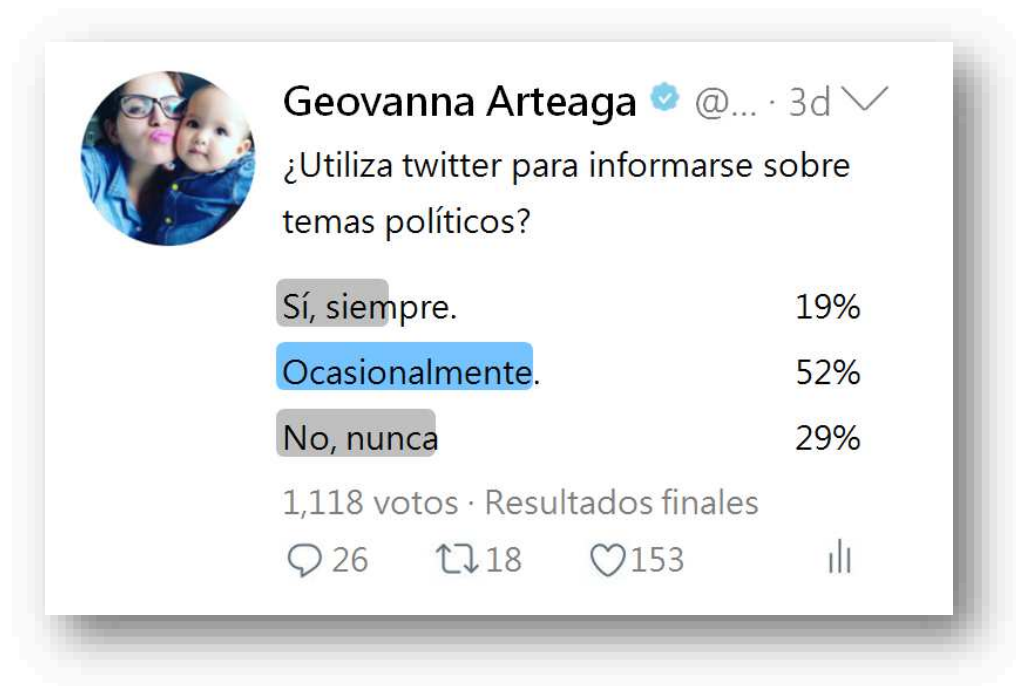 Geovanna Arteaga @... · 3d
¿Utiliza twitter para informarse sobre
temas políticos?
Sí, siempre. 19%
Ocasionalmente. 52%
No, nunca 29%
1,118 votos · Resultados finales
26 18 153